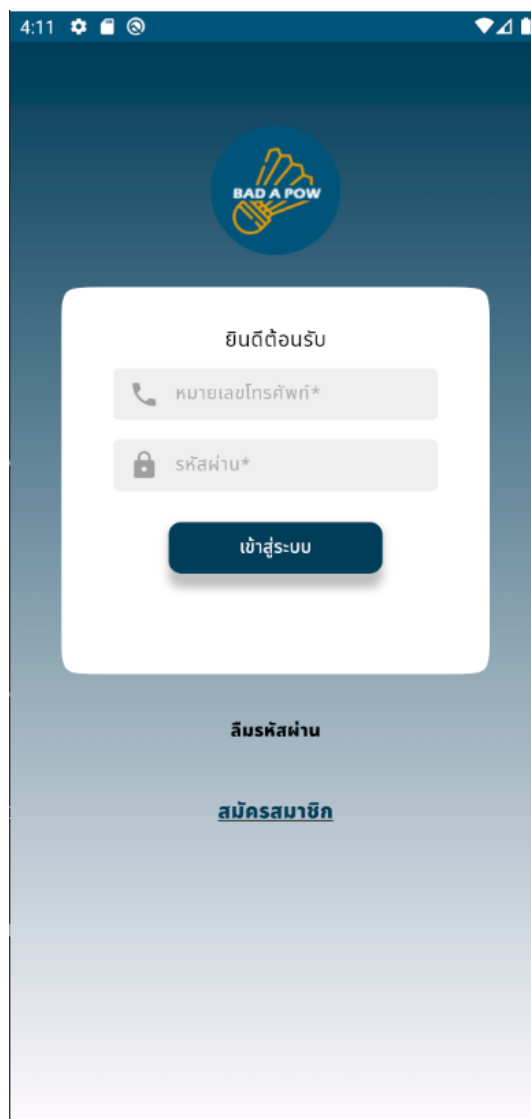 4:11
BAD A POW
ยินดีต้อนรับ
หมายเลขโทรศัพท์*
รหัสผ่าน*
เข้าสู่ระบบ
ลืมรหัสผ่าน
สมัครสมาชิก